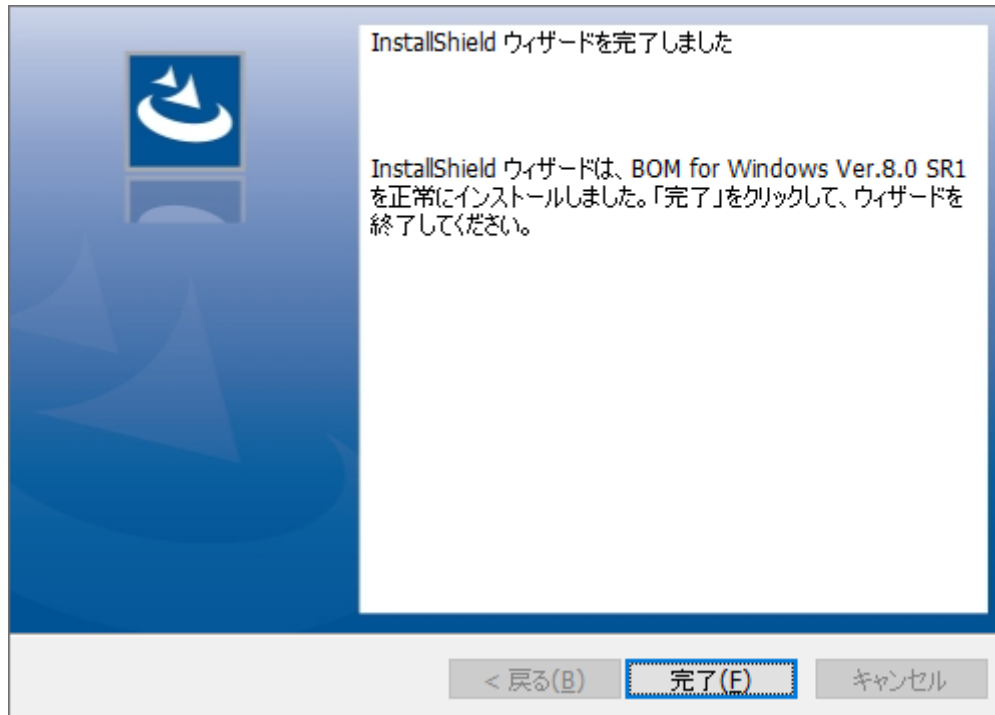 InstallShield ウィザードを完了しました
InstallShield ウィザードは、BOM for Windows Ver.8.0 SR1
を正常にインストールしました。「完了」をクリックして、ウィザードを
終了してください。
< 戻る(B)
完了(F)
キャンセル